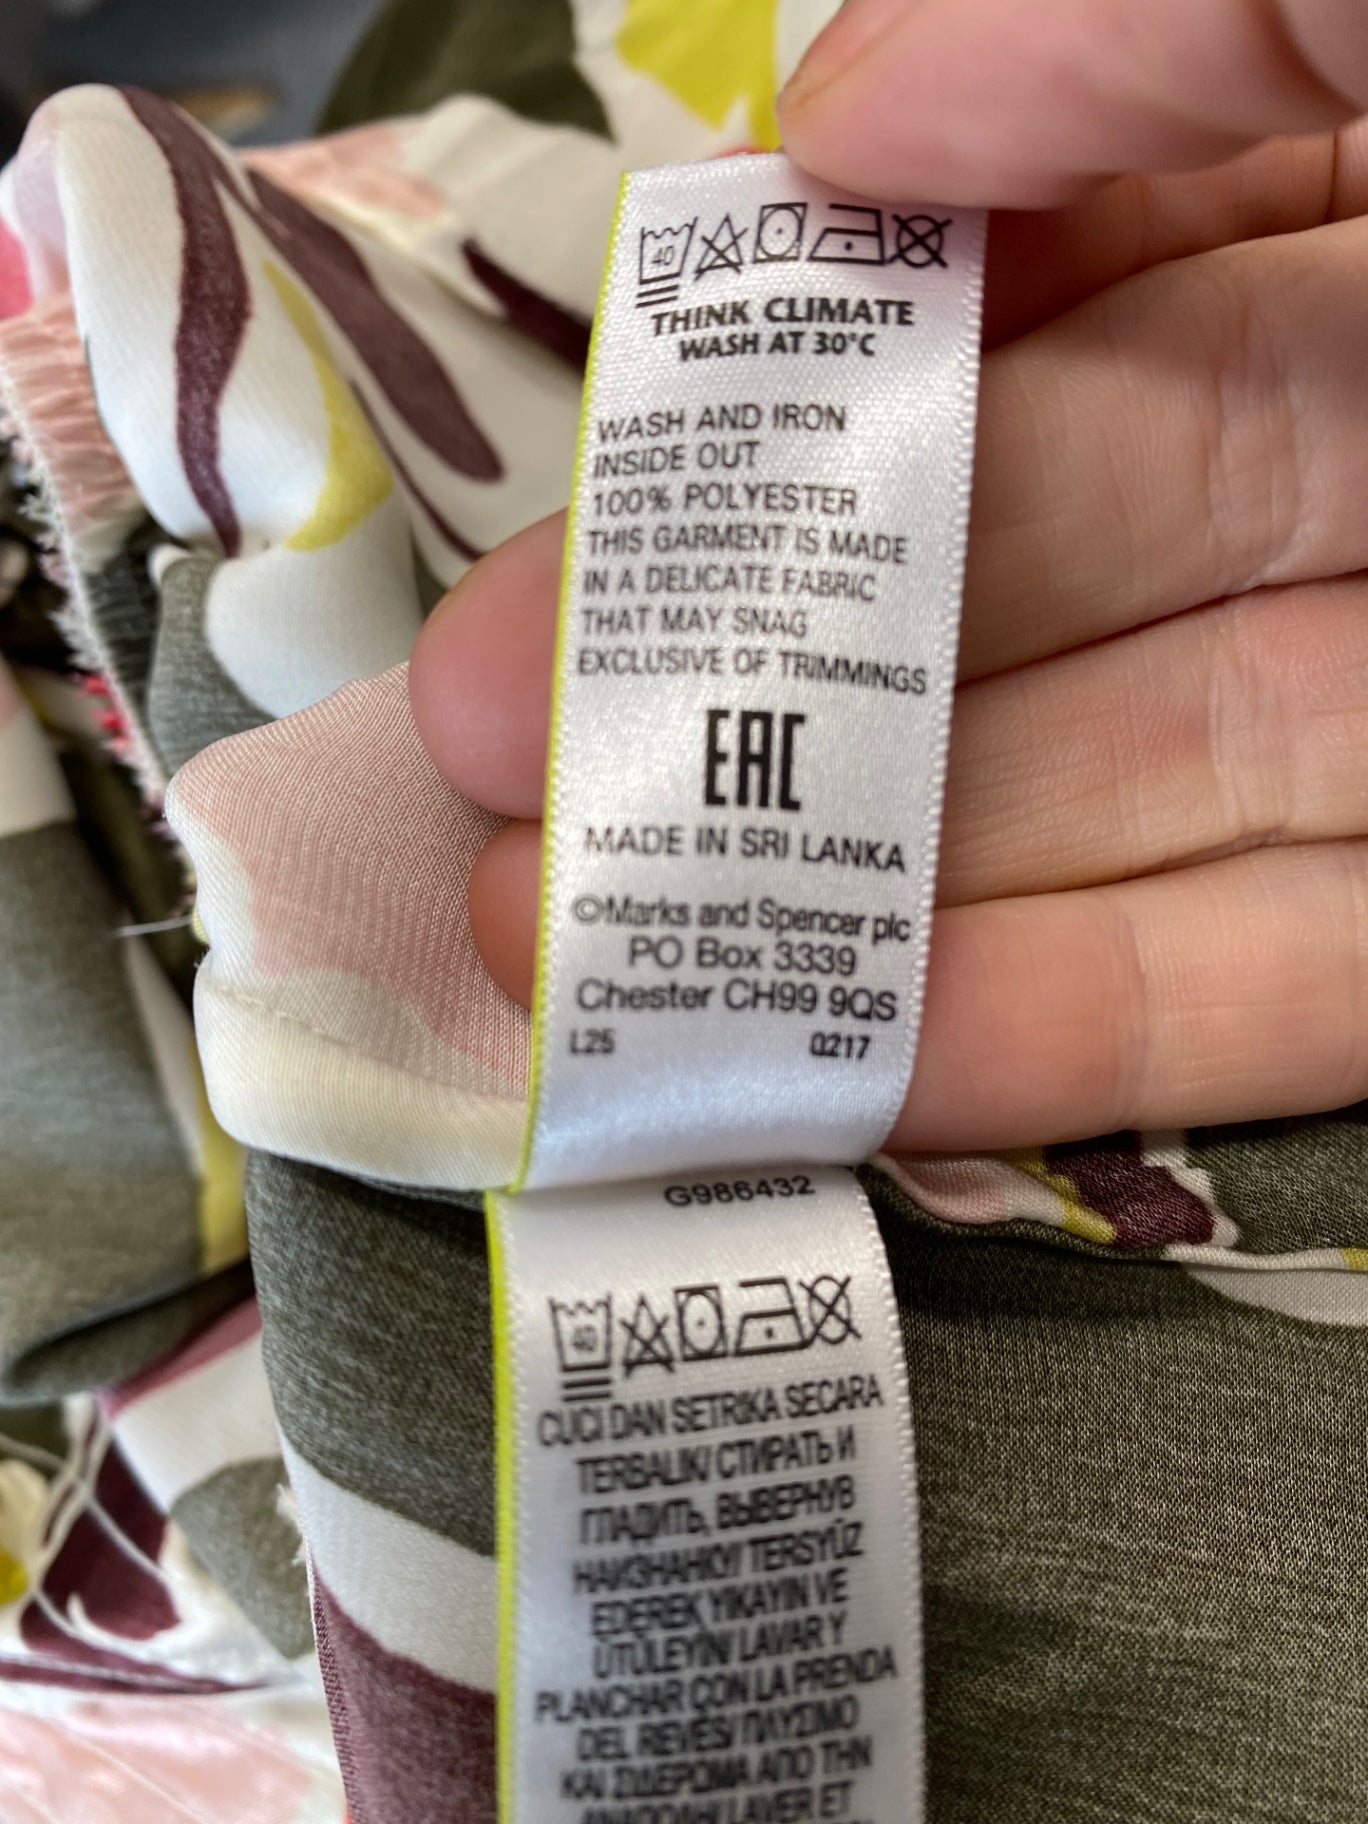 40
THINK CLIMATE
WASH AT 30°C
WASH AND IRON
INSIDE OUT
100% POLYESTER
THIS GARMENT IS MADE
IN A DELICATE FABRIC
THAT MAY SNAG
EXCLUSIVE OF TRIMMINGS
EAC
MADE IN SRI LANKA
©Marks and Spencer plc
PO Box 3339
Chester CH99 9QS
L25 0217
G986432
40
CUCI DAN SETRIKA SECARA
TERBALIK/ СТИРАТЬ И
ГЛАДИТЬ, ВЫВЕРНУВ
НАИЗНАНКУ/ TERSYÜZ
EDEREK YIKAYIN VE
ÜTÜLEYİN/ LAVAR Y
PLANCHAR CON LA PRENDA
DEL REVÉS/ ΠΛΥΣΙΜΟ
ΚΑΙ ΣΙΔΕΡΩΜΑ ΑΠΟ ΤΗΝ
ΑΝΑΠΟΔΗ/ LAVER ET